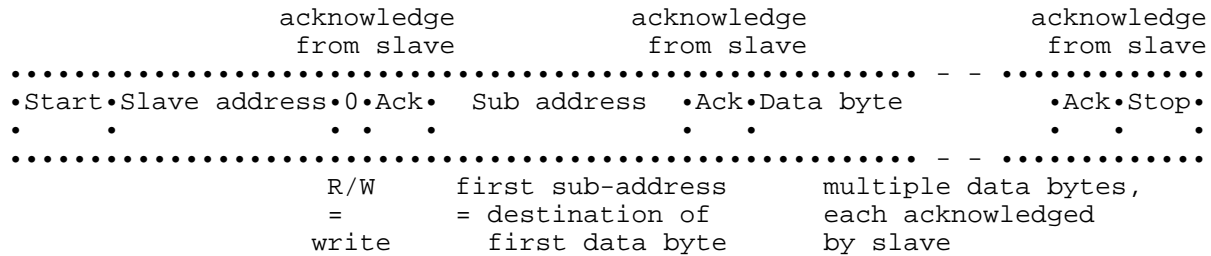 acknowledge acknowledge acknowledge
from slave from slave from slave
•••••••••••••••••••••••••••••••••••••••••••••••••••••••••• - - •••••••••••••
•Start•Slave address•0•Ack• Sub address •Ack•Data byte •Ack•Stop•
• • • • • • • • • •
•••••••••••••••••••••••••••••••••••••••••••••••••••••••••• - - •••••••••••••
R/W first sub-address multiple data bytes,
= = destination of each acknowledged
write first data byte by slave